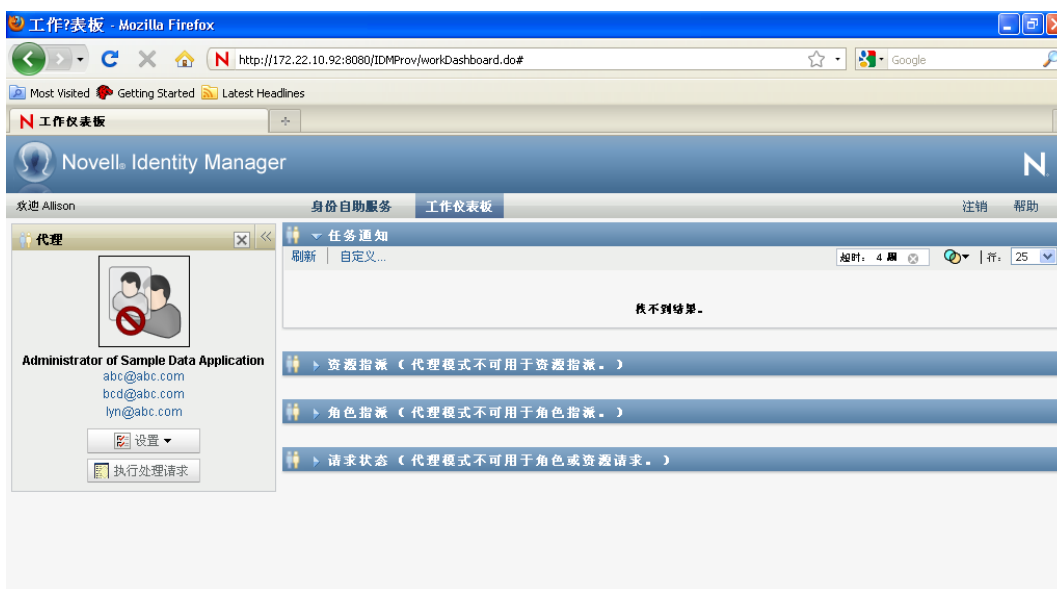 工作?表板 - Mozilla Firefox
http://172.22.10.92:8080/IDMProv/workDashboard.do#
Google
Most Visited Getting Started Latest Headlines
工作仪表板
Novell® Identity Manager
N
欢迎 Allison 身份自助服务 工作仪表板 注销 帮助
代理
任务通知
刷新 自定义...
超时: 4 周 行: 25
找不到结果。
Administrator of Sample Data Application
abc@abc.com
bcd@abc.com
lyn@abc.com
设置
执行处理请求
资源指派 ( 代理模式不可用于资源指派。 )
角色指派 ( 代理模式不可用于角色指派。 )
请求状态 ( 代理模式不可用于角色或资源请求。 )